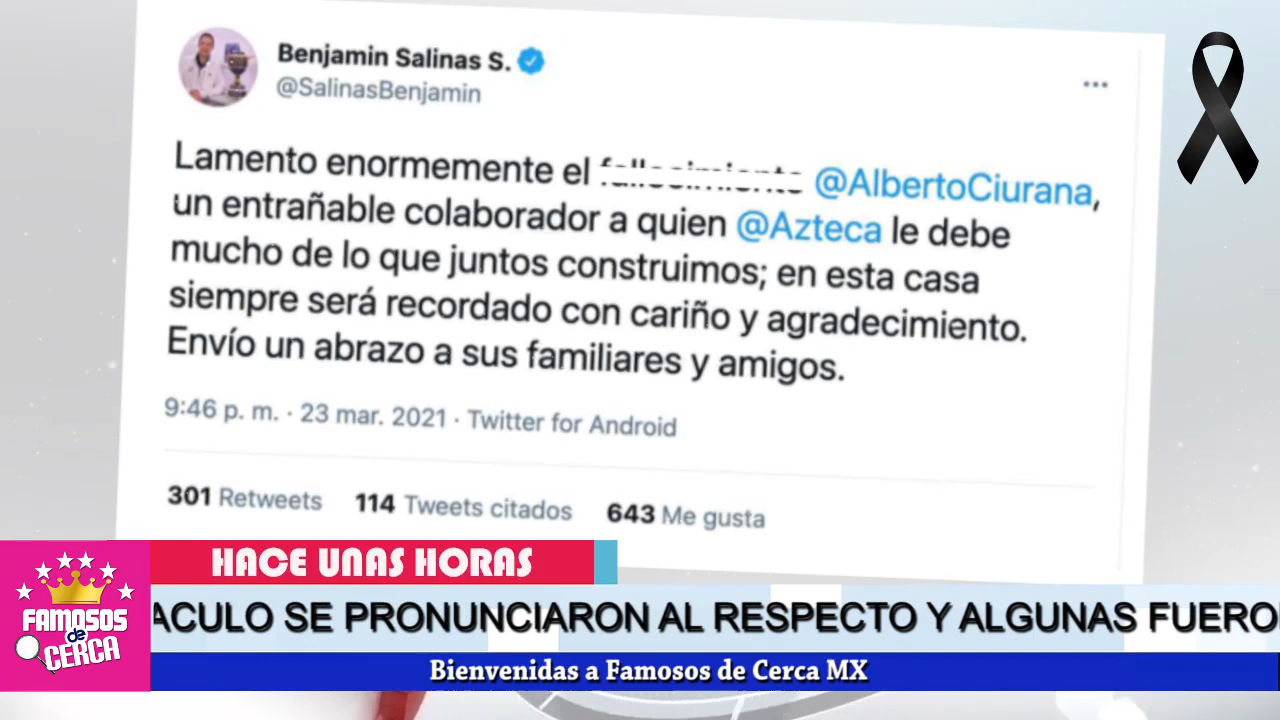 Benjamin Salinas S.
@SalinasBenjamin
Lamento enormemente el fallecimiento @AlbertoCiurana,
un entrañable colaborador a quien @Azteca le debe
mucho de lo que juntos construimos; en esta casa
siempre será recordado con cariño y agradecimiento.
Envío un abrazo a sus familiares y amigos.
9:46 p. m. · 23 mar. 2021 · Twitter for Android
301 Retweets 114 Tweets citados 643 Me gusta
HACE UNAS HORAS
ACULO SE PRONUNCIARON AL RESPECTO Y ALGUNAS FUERO
FAMOSOS
de
CERCA
Bienvenidas a Famosos de Cerca MX